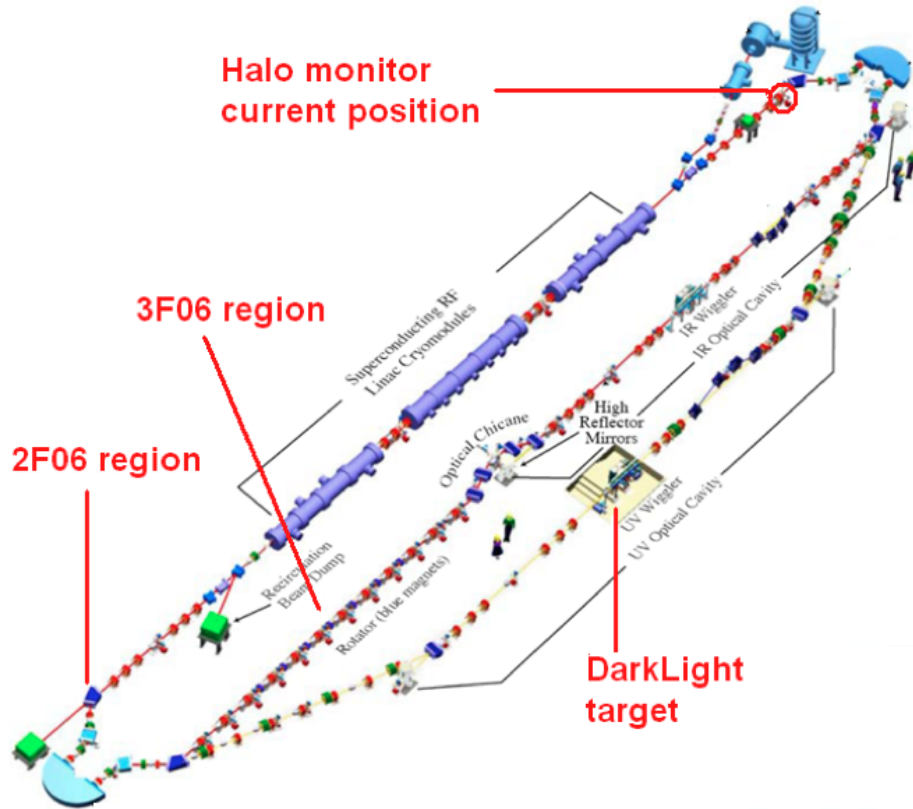 Halo monitor
current position
3F06 region
Superconducting RF
Linac Cryomodules
IR Wiggler
IR Optical Cavity
2F06 region
Optical Chicane
High
Reflector
Mirrors
UV Wiggler
UV Optical Cavity
Recirculation
Beam Dump
Rotator (blue magnets)
DarkLight
target